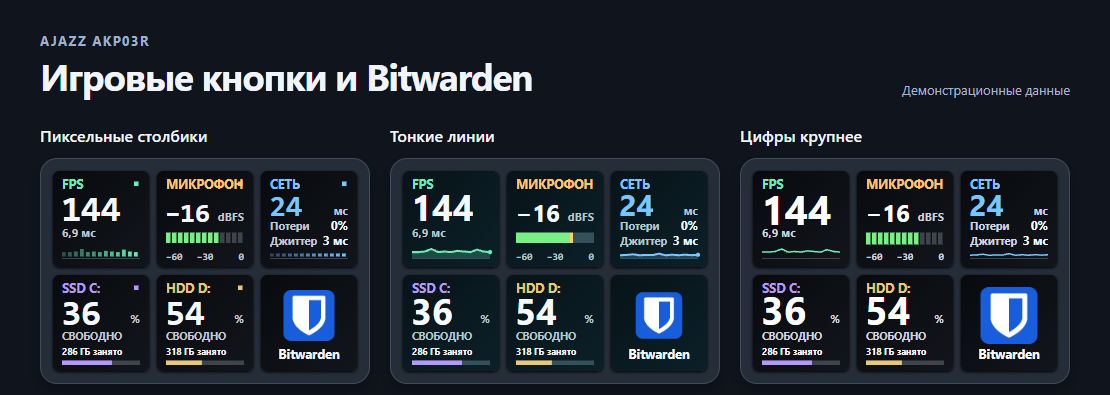 AJAZZ AKP03R
Игровые кнопки и Bitwarden
Демонстрационные данные
Пиксельные столбики
FPS
144
6,9 мс
МИКРОФОН
−16 dBFS
−60 −30 0
СЕТЬ
24 мс
Потери 0%
Джиттер 3 мс
SSD C:
36 %
СВОБОДНО
286 ГБ занято
HDD D:
54 %
СВОБОДНО
318 ГБ занято
Bitwarden
Тонкие линии
FPS
144
6,9 мс
МИКРОФОН
−16 dBFS
−60 −30 0
СЕТЬ
24 мс
Потери 0%
Джиттер 3 мс
SSD C:
36 %
СВОБОДНО
286 ГБ занято
HDD D:
54 %
СВОБОДНО
318 ГБ занято
Bitwarden
Цифры крупнее
FPS
144
6,9 мс
МИКРОФОН
−16 dBFS
−60 −30 0
СЕТЬ
24 мс
Потери 0%
Джиттер 3 мс
SSD C:
36 %
СВОБОДНО
286 ГБ занято
HDD D:
54 %
СВОБОДНО
318 ГБ занято
Bitwarden